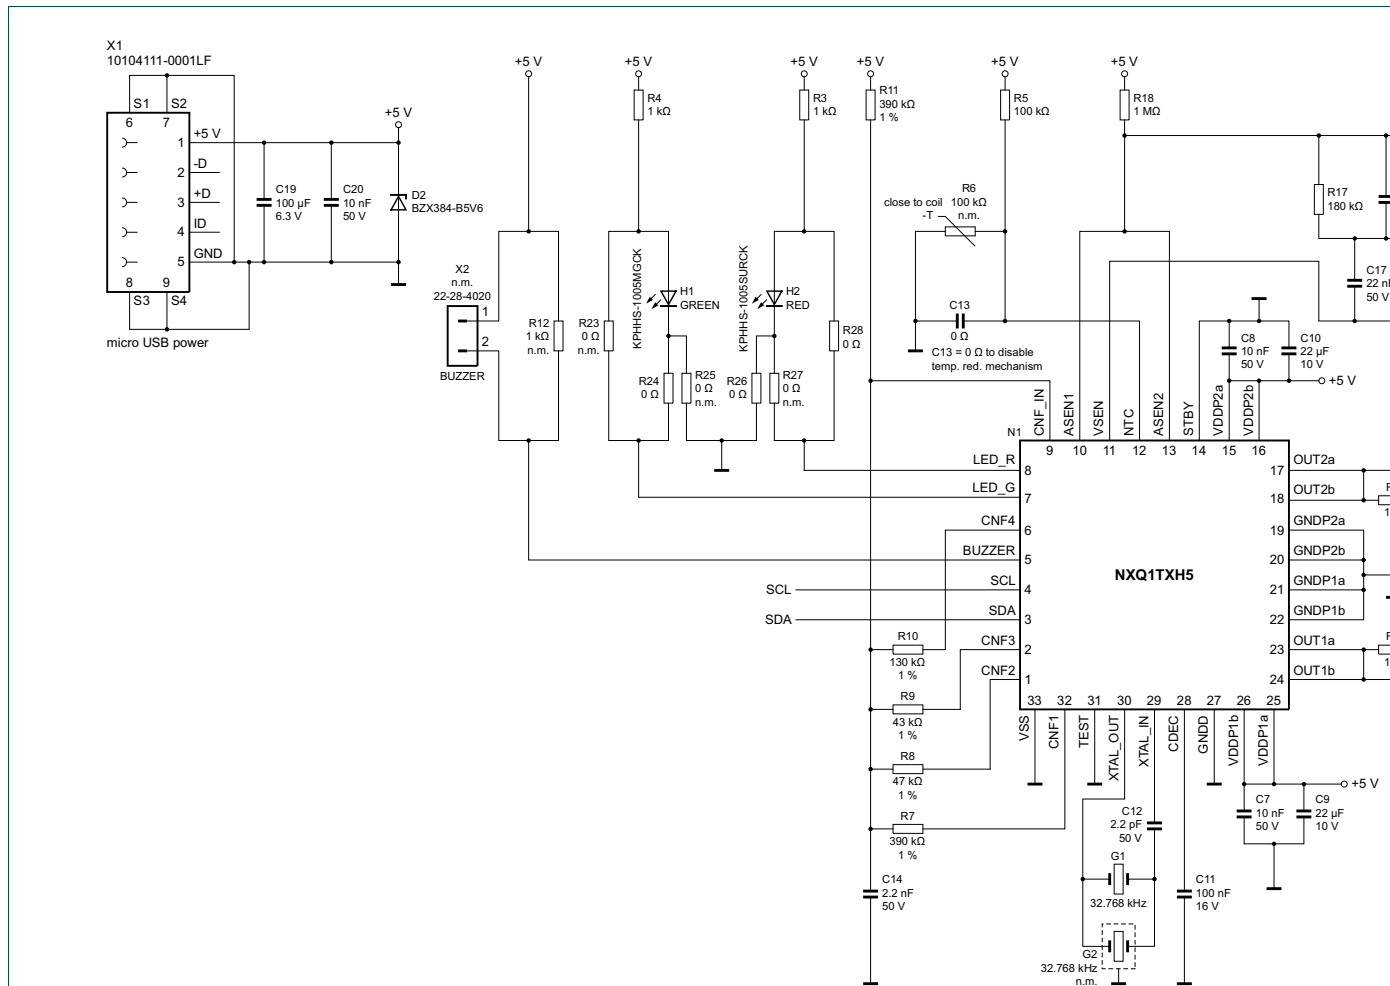 X1
10104111-0001LF
S1
S2
6
7
1
+5 V
2
-D
3
+D
4
ID
5
GND
8
9
S3
S4
micro USB power
C19
100 µF
6.3 V
C20
10 nF
50 V
+5 V
D2
BZX384-B5V6
X2
n.m.
22-28-4020
1
2
BUZZER
+5 V
R12
1 kΩ
n.m.
+5 V
R4
1 kΩ
R23
0 Ω
n.m.
KPHHS-1005MGCK
H1
GREEN
R24
0 Ω
R25
0 Ω
n.m.
+5 V
R3
1 kΩ
KPHHS-1005SURCK
H2
RED
R26
0 Ω
R27
0 Ω
n.m.
R28
0 Ω
+5 V
R11
390 kΩ
1 %
+5 V
R5
100 kΩ
R6
100 kΩ
n.m.
close to coil
-T
C13
0 Ω
C13 = 0 Ω to disable
temp. red. mechanism
+5 V
R18
1 MΩ
R17
180 kΩ
C17
50 V
C8
10 nF
50 V
C10
22 µF
10 V
+5 V
N1
CNF_IN
ASEN1
VSEN
NTC
ASEN2
STBY
VDDP2a
VDDP2b
9
10
11
12
13
14
15
16
LED_R
8
LED_G
7
CNF4
6
BUZZER
5
SCL
SCL
4
SDA
SDA
3
CNF3
2
CNF2
1
NXQ1TXH5
17
OUT2a
18
OUT2b
19
GNDP2a
20
GNDP2b
21
GNDP1a
22
GNDP1b
23
OUT1a
24
OUT1b
33
32
31
30
29
28
27
26
25
VSS
CNF1
TEST
XTAL_OUT
XTAL_IN
CDEC
GNDD
VDDP1b
VDDP1a
R10
130 kΩ
1 %
R9
43 kΩ
1 %
R8
47 kΩ
1 %
R7
390 kΩ
1 %
C14
2.2 nF
50 V
C12
2.2 pF
50 V
G1
32.768 kHz
G2
32.768 kHz
n.m.
C11
100 nF
16 V
+5 V
C7
10 nF
50 V
C9
22 µF
10 V